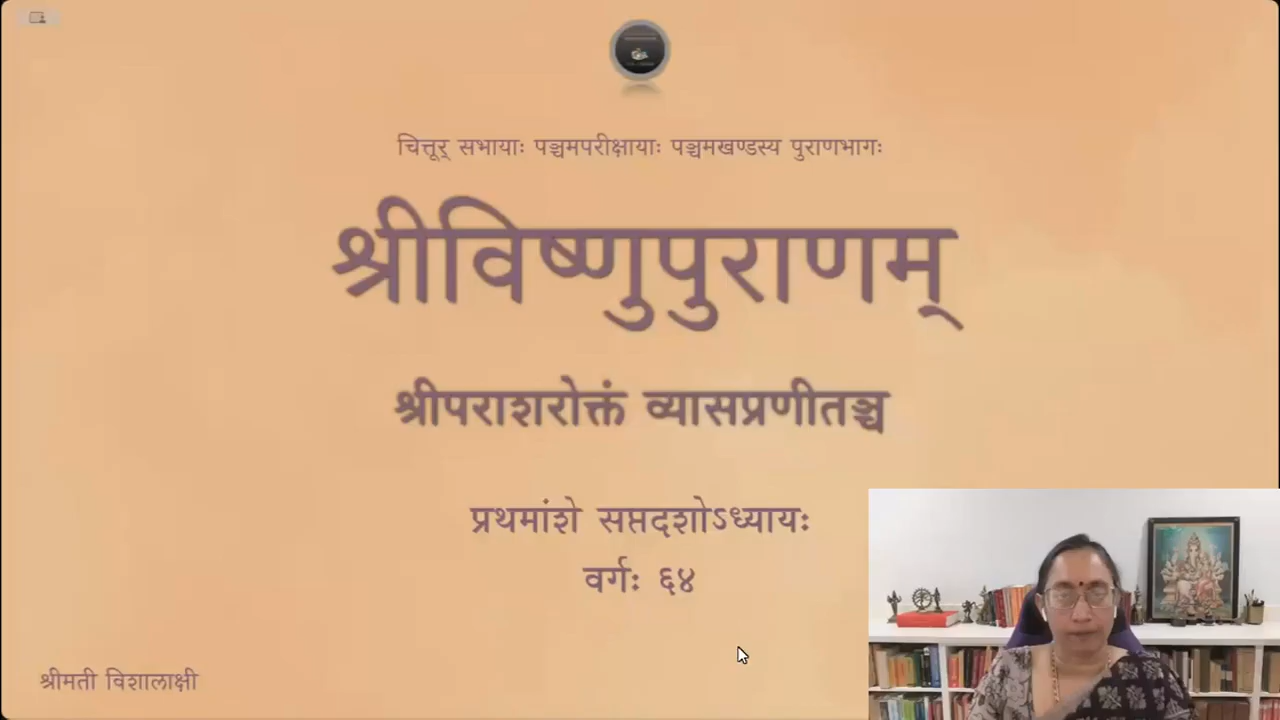 चित्तूर् सभायाः पञ्चमपरीक्षायाः पञ्चमखण्डस्य पुराणभागः
श्रीविष्णुपुराणम्
श्रीपराशरोक्तं व्यासप्रणीतञ्च
प्रथमांशे सप्तदशोऽध्यायः
वर्गः ६४
श्रीमती विशालाक्षी